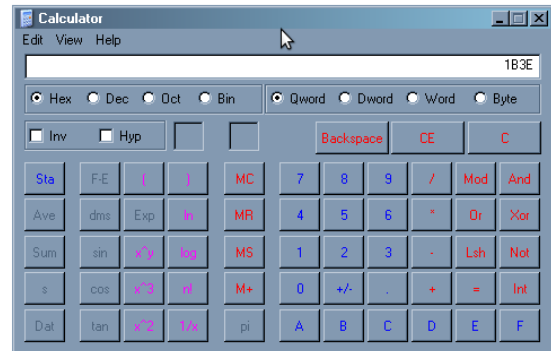 Calculator
Edit View Help
1B3E
Hex Dec Oct Bin Qword Dword Word Byte
Inv Hyp Backspace CE C
Sta F-E ( ) MC 7 8 9 / Mod And
Ave dms Exp ln MR 4 5 6 * Or Xor
Sum sin x^y log MS 1 2 3 - Lsh Not
s cos x^3 n! M+ 0 +/- . + = Int
Dat tan x^2 1/x pi A B C D E F